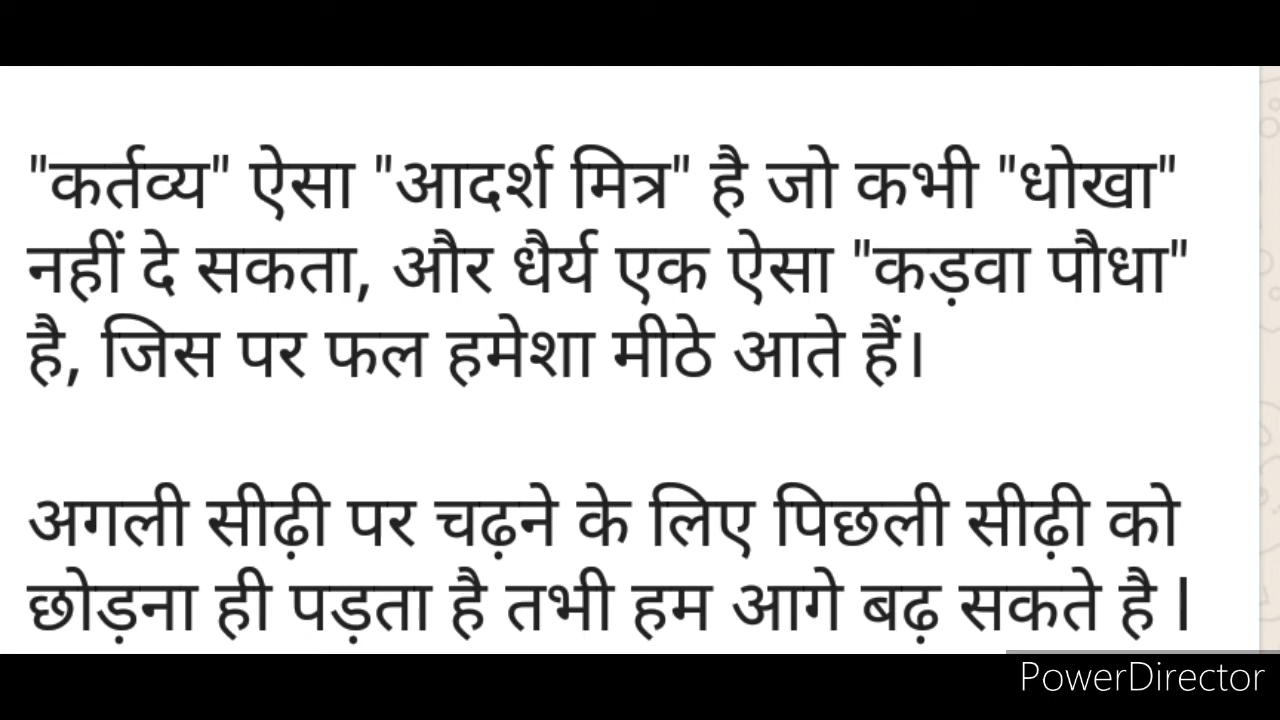 "कर्तव्य" ऐसा "आदर्श मित्र" है जो कभी "धोखा"
नहीं दे सकता, और धैर्य एक ऐसा "कड़वा पौधा"
है, जिस पर फल हमेशा मीठे आते हैं।
अगली सीढ़ी पर चढ़ने के लिए पिछली सीढ़ी को
छोड़ना ही पड़ता है तभी हम आगे बढ़ सकते है l
PowerDirector